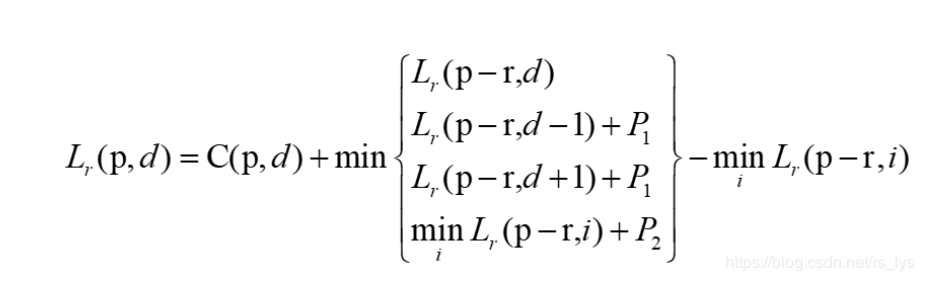 L_r(p−r,d)
L_r(p−r,d−1)+P_1
L_r(p,d)=C(p,d)+min{ L_r(p−r,d+1)+P_1 }−min_i L_r(p−r,i)
min_i L_r(p−r,i)+P_2
https://blog.csdn.net/rs_lys